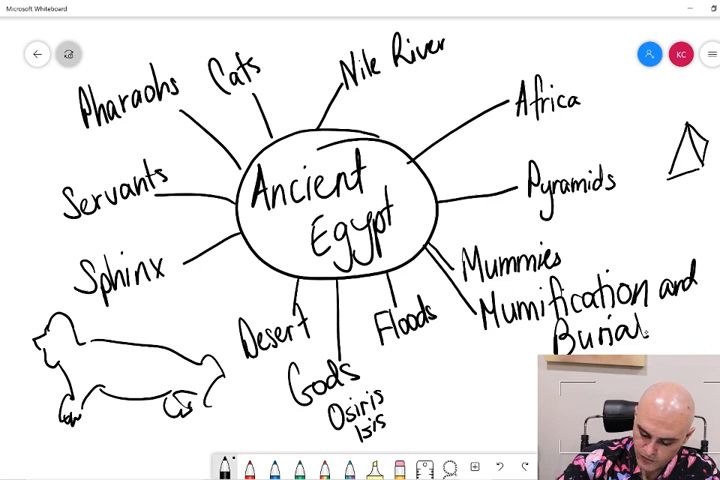 Microsoft Whiteboard
KC
Pharaohs
Cats
Nile River
Africa
Servants
Ancient
Egypt
Pyramids
Sphinx
Mummies
Mumification and
Burial
Desert
Gods
Osiris
Isis
Floods